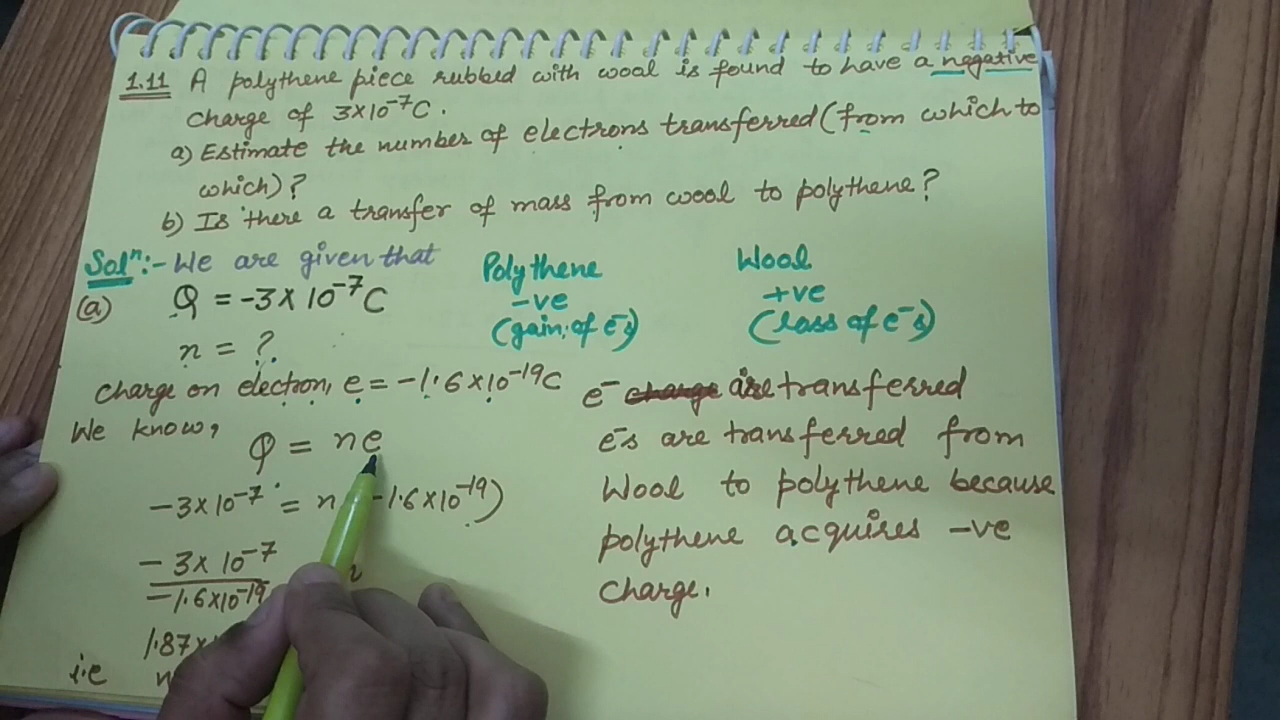 1.11 A polythene piece rubbed with wool is found to have a negative
charge of 3×10⁻⁷C.
a) Estimate the number of electrons transferred (from which to
which)?
b) Is there a transfer of mass from wool to polythene?
Solⁿ:- We are given that
(a) Q = -3×10⁻⁷C
n = ?
Polythene
-ve
(gain of e⁻s)
Wool
+ve
(loss of e⁻s)
Charge on electron, e = -1.6×10⁻¹⁹C
We know,
Q = ne
-3×10⁻⁷ = n -1.6×10⁻¹⁹)
-3×10⁻⁷
-1.6×10⁻¹⁹
1.87×
i.e n
e⁻ are transferred
e⁻s are transferred from
Wool to polythene because
polythene acquires -ve
charge.